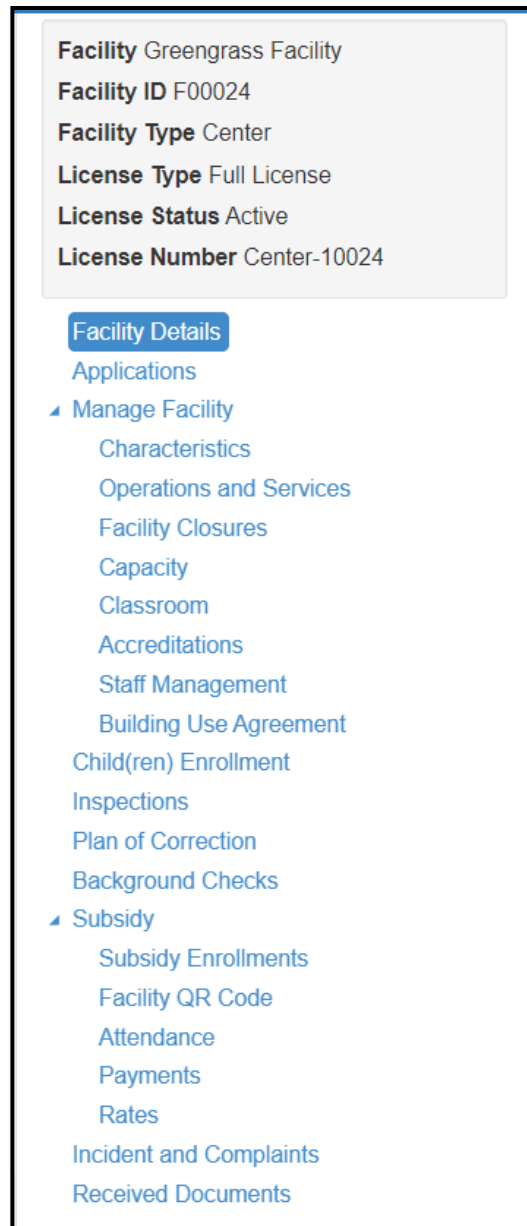 Facility Greengrass Facility
Facility ID F00024
Facility Type Center
License Type Full License
License Status Active
License Number Center-10024
Facility Details
Applications
Manage Facility
Characteristics
Operations and Services
Facility Closures
Capacity
Classroom
Accreditations
Staff Management
Building Use Agreement
Child(ren) Enrollment
Inspections
Plan of Correction
Background Checks
Subsidy
Subsidy Enrollments
Facility QR Code
Attendance
Payments
Rates
Incident and Complaints
Received Documents